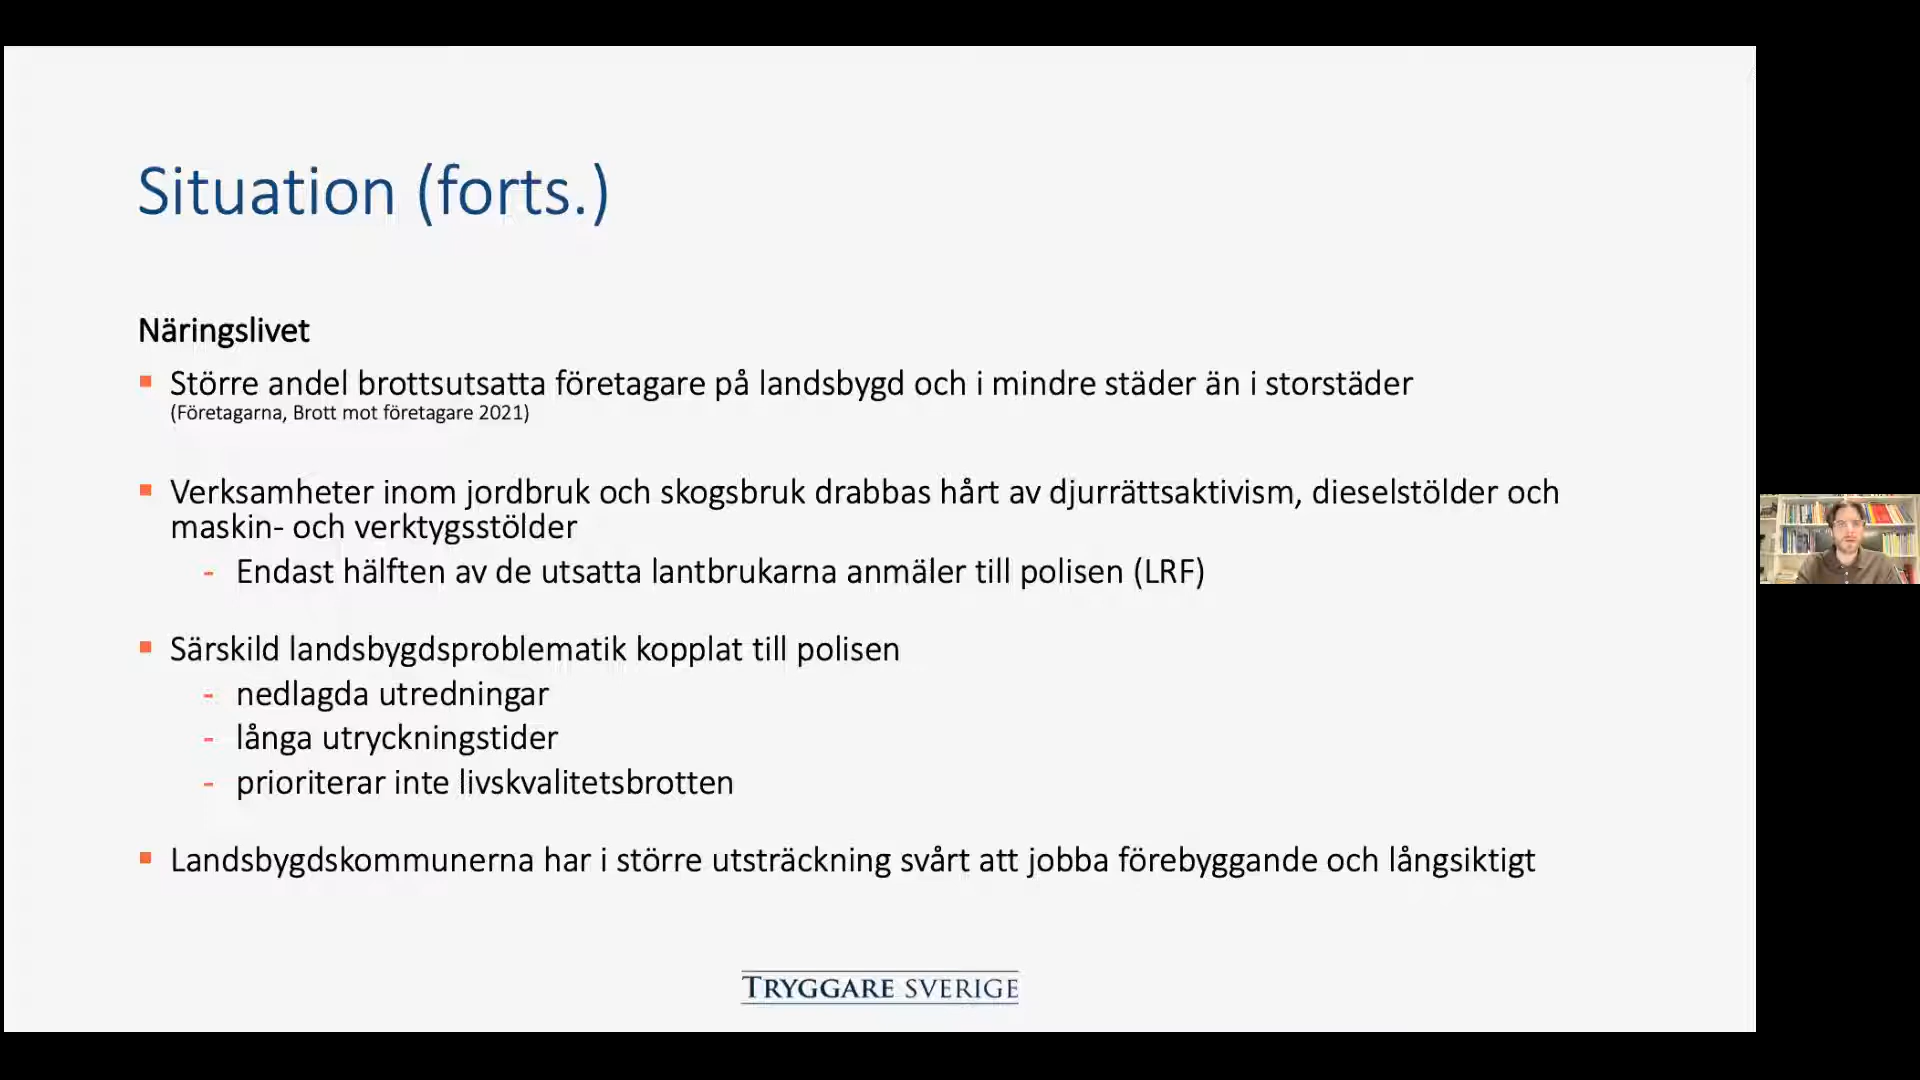 Situation (forts.)
Näringslivet
▪ Större andel brottsutsatta företagare på landsbygd och i mindre städer än i storstäder
(Företagarna, Brott mot företagare 2021)
▪ Verksamheter inom jordbruk och skogsbruk drabbas hårt av djurrättsaktivism, dieselstölder och
maskin- och verktygsstölder
- Endast hälften av de utsatta lantbrukarna anmäler till polisen (LRF)
▪ Särskild landsbygdsproblematik kopplat till polisen
- nedlagda utredningar
- långa utryckningstider
- prioriterar inte livskvalitetsbrotten
▪ Landsbygdskommunerna har i större utsträckning svårt att jobba förebyggande och långsiktigt
TRYGGARE SVERIGE